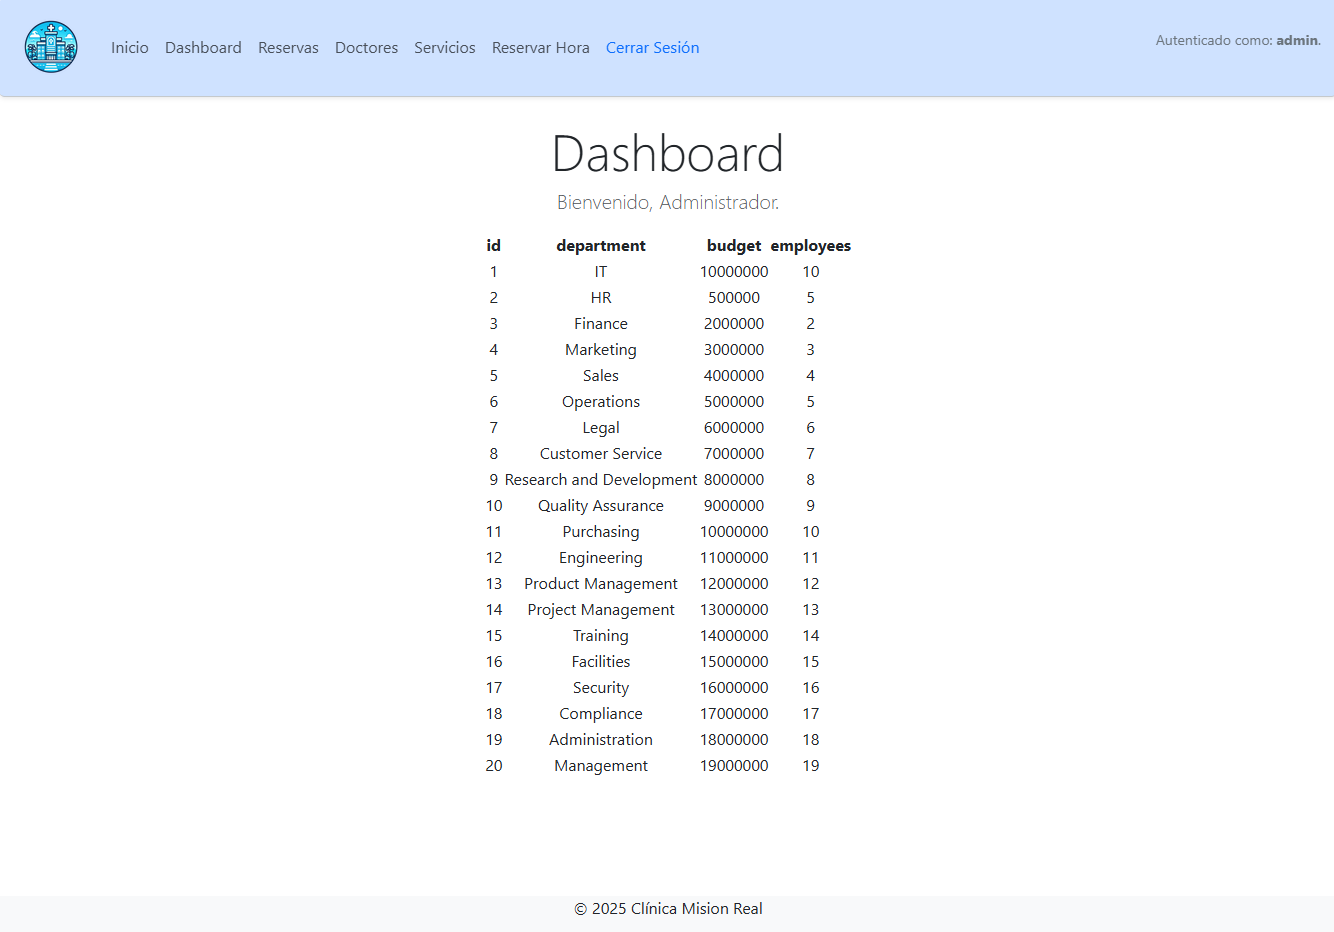 Inicio Dashboard Reservas Doctores Servicios Reservar Hora Cerrar Sesión
Autenticado como: admin.
Dashboard
Bienvenido, Administrador.
id department budget employees
1 IT 10000000 10
2 HR 500000 5
3 Finance 2000000 2
4 Marketing 3000000 3
5 Sales 4000000 4
6 Operations 5000000 5
7 Legal 6000000 6
8 Customer Service 7000000 7
9 Research and Development 8000000 8
10 Quality Assurance 9000000 9
11 Purchasing 10000000 10
12 Engineering 11000000 11
13 Product Management 12000000 12
14 Project Management 13000000 13
15 Training 14000000 14
16 Facilities 15000000 15
17 Security 16000000 16
18 Compliance 17000000 17
19 Administration 18000000 18
20 Management 19000000 19
© 2025 Clínica Mision Real